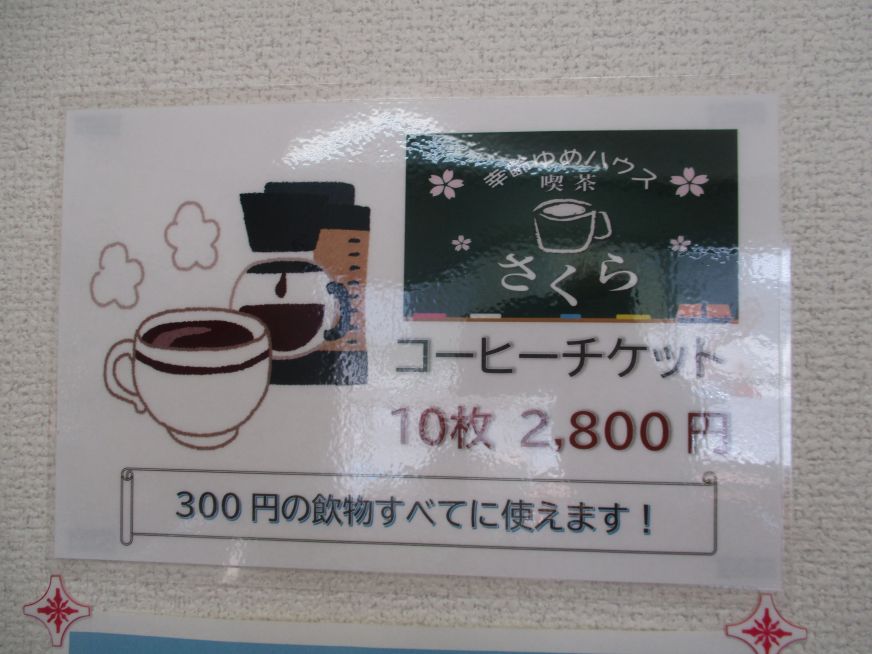 幸齢ゆめハウス
喫茶
さくら
コーヒーチケット
10枚 2,800円
300円の飲物すべてに使えます!